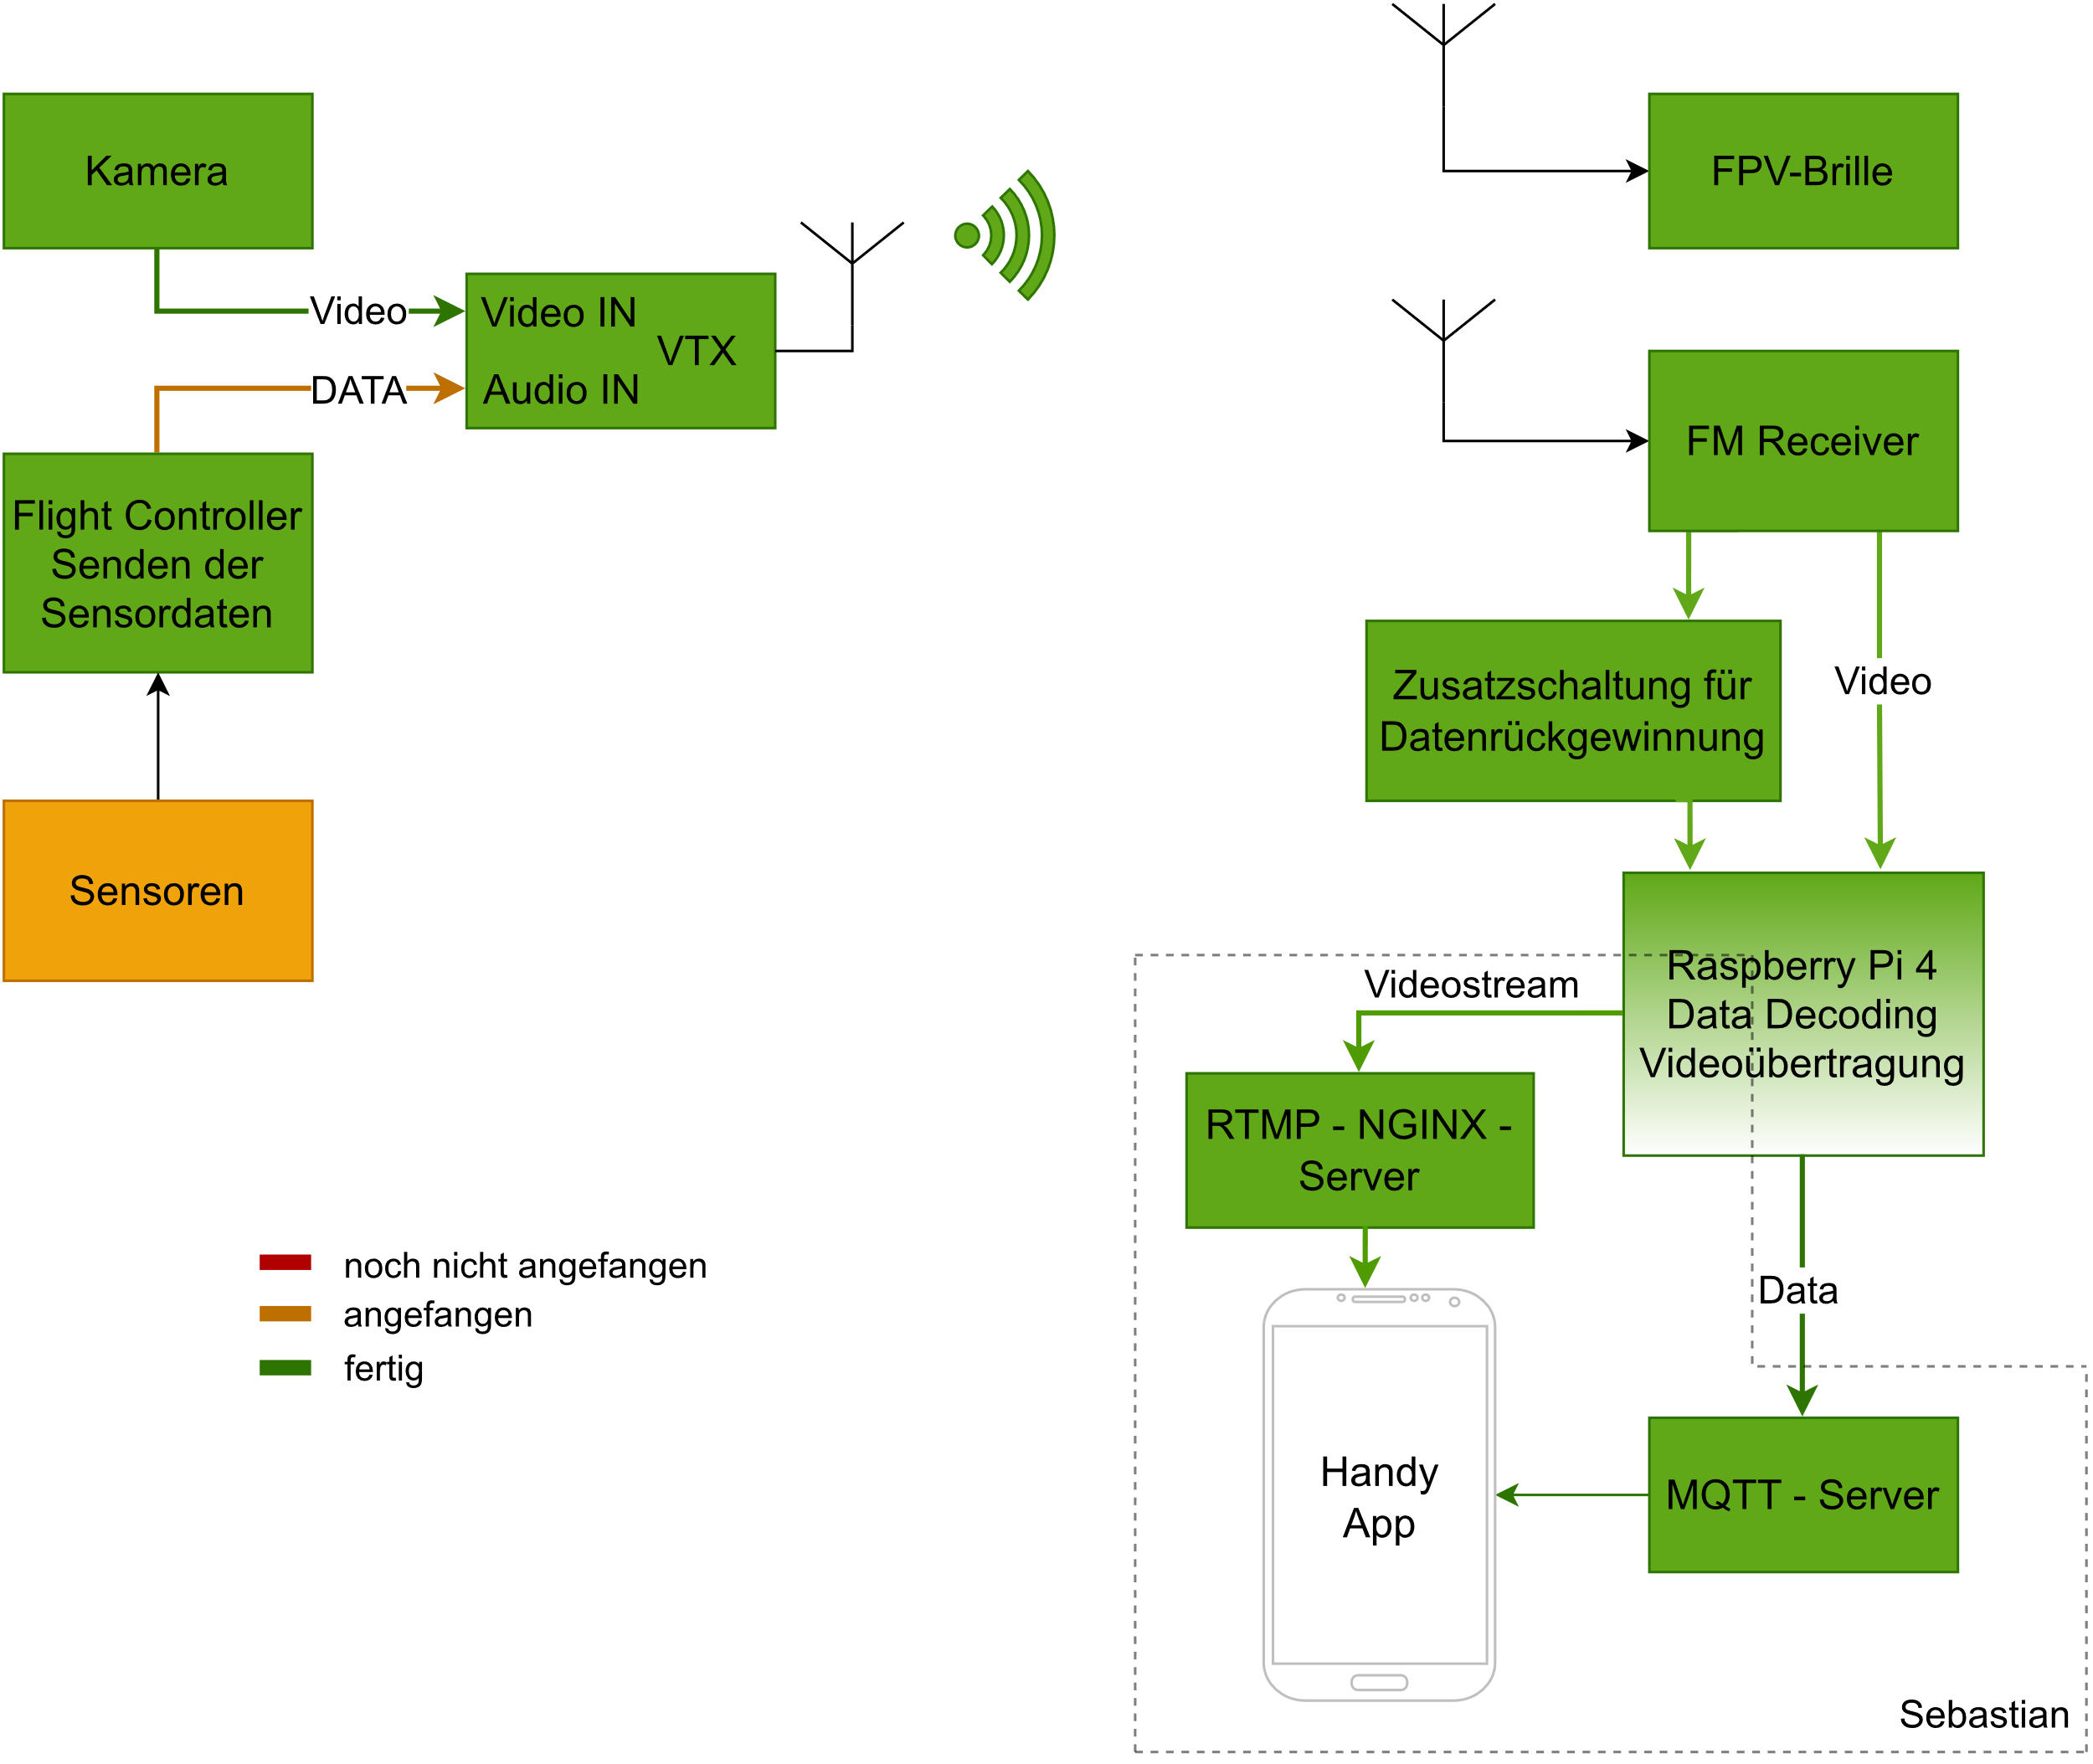 Kamera
Video
DATA
Video IN
VTX
Audio IN
Flight Controller
Senden der
Sensordaten
Sensoren
FPV-Brille
FM Receiver
Zusatzschaltung für
Datenrückgewinnung
Video
Raspberry Pi 4
Data Decoding
Videoübertragung
Videostream
RTMP - NGINX -
Server
Data
Handy
App
MQTT - Server
Sebastian
noch nicht angefangen
angefangen
fertig